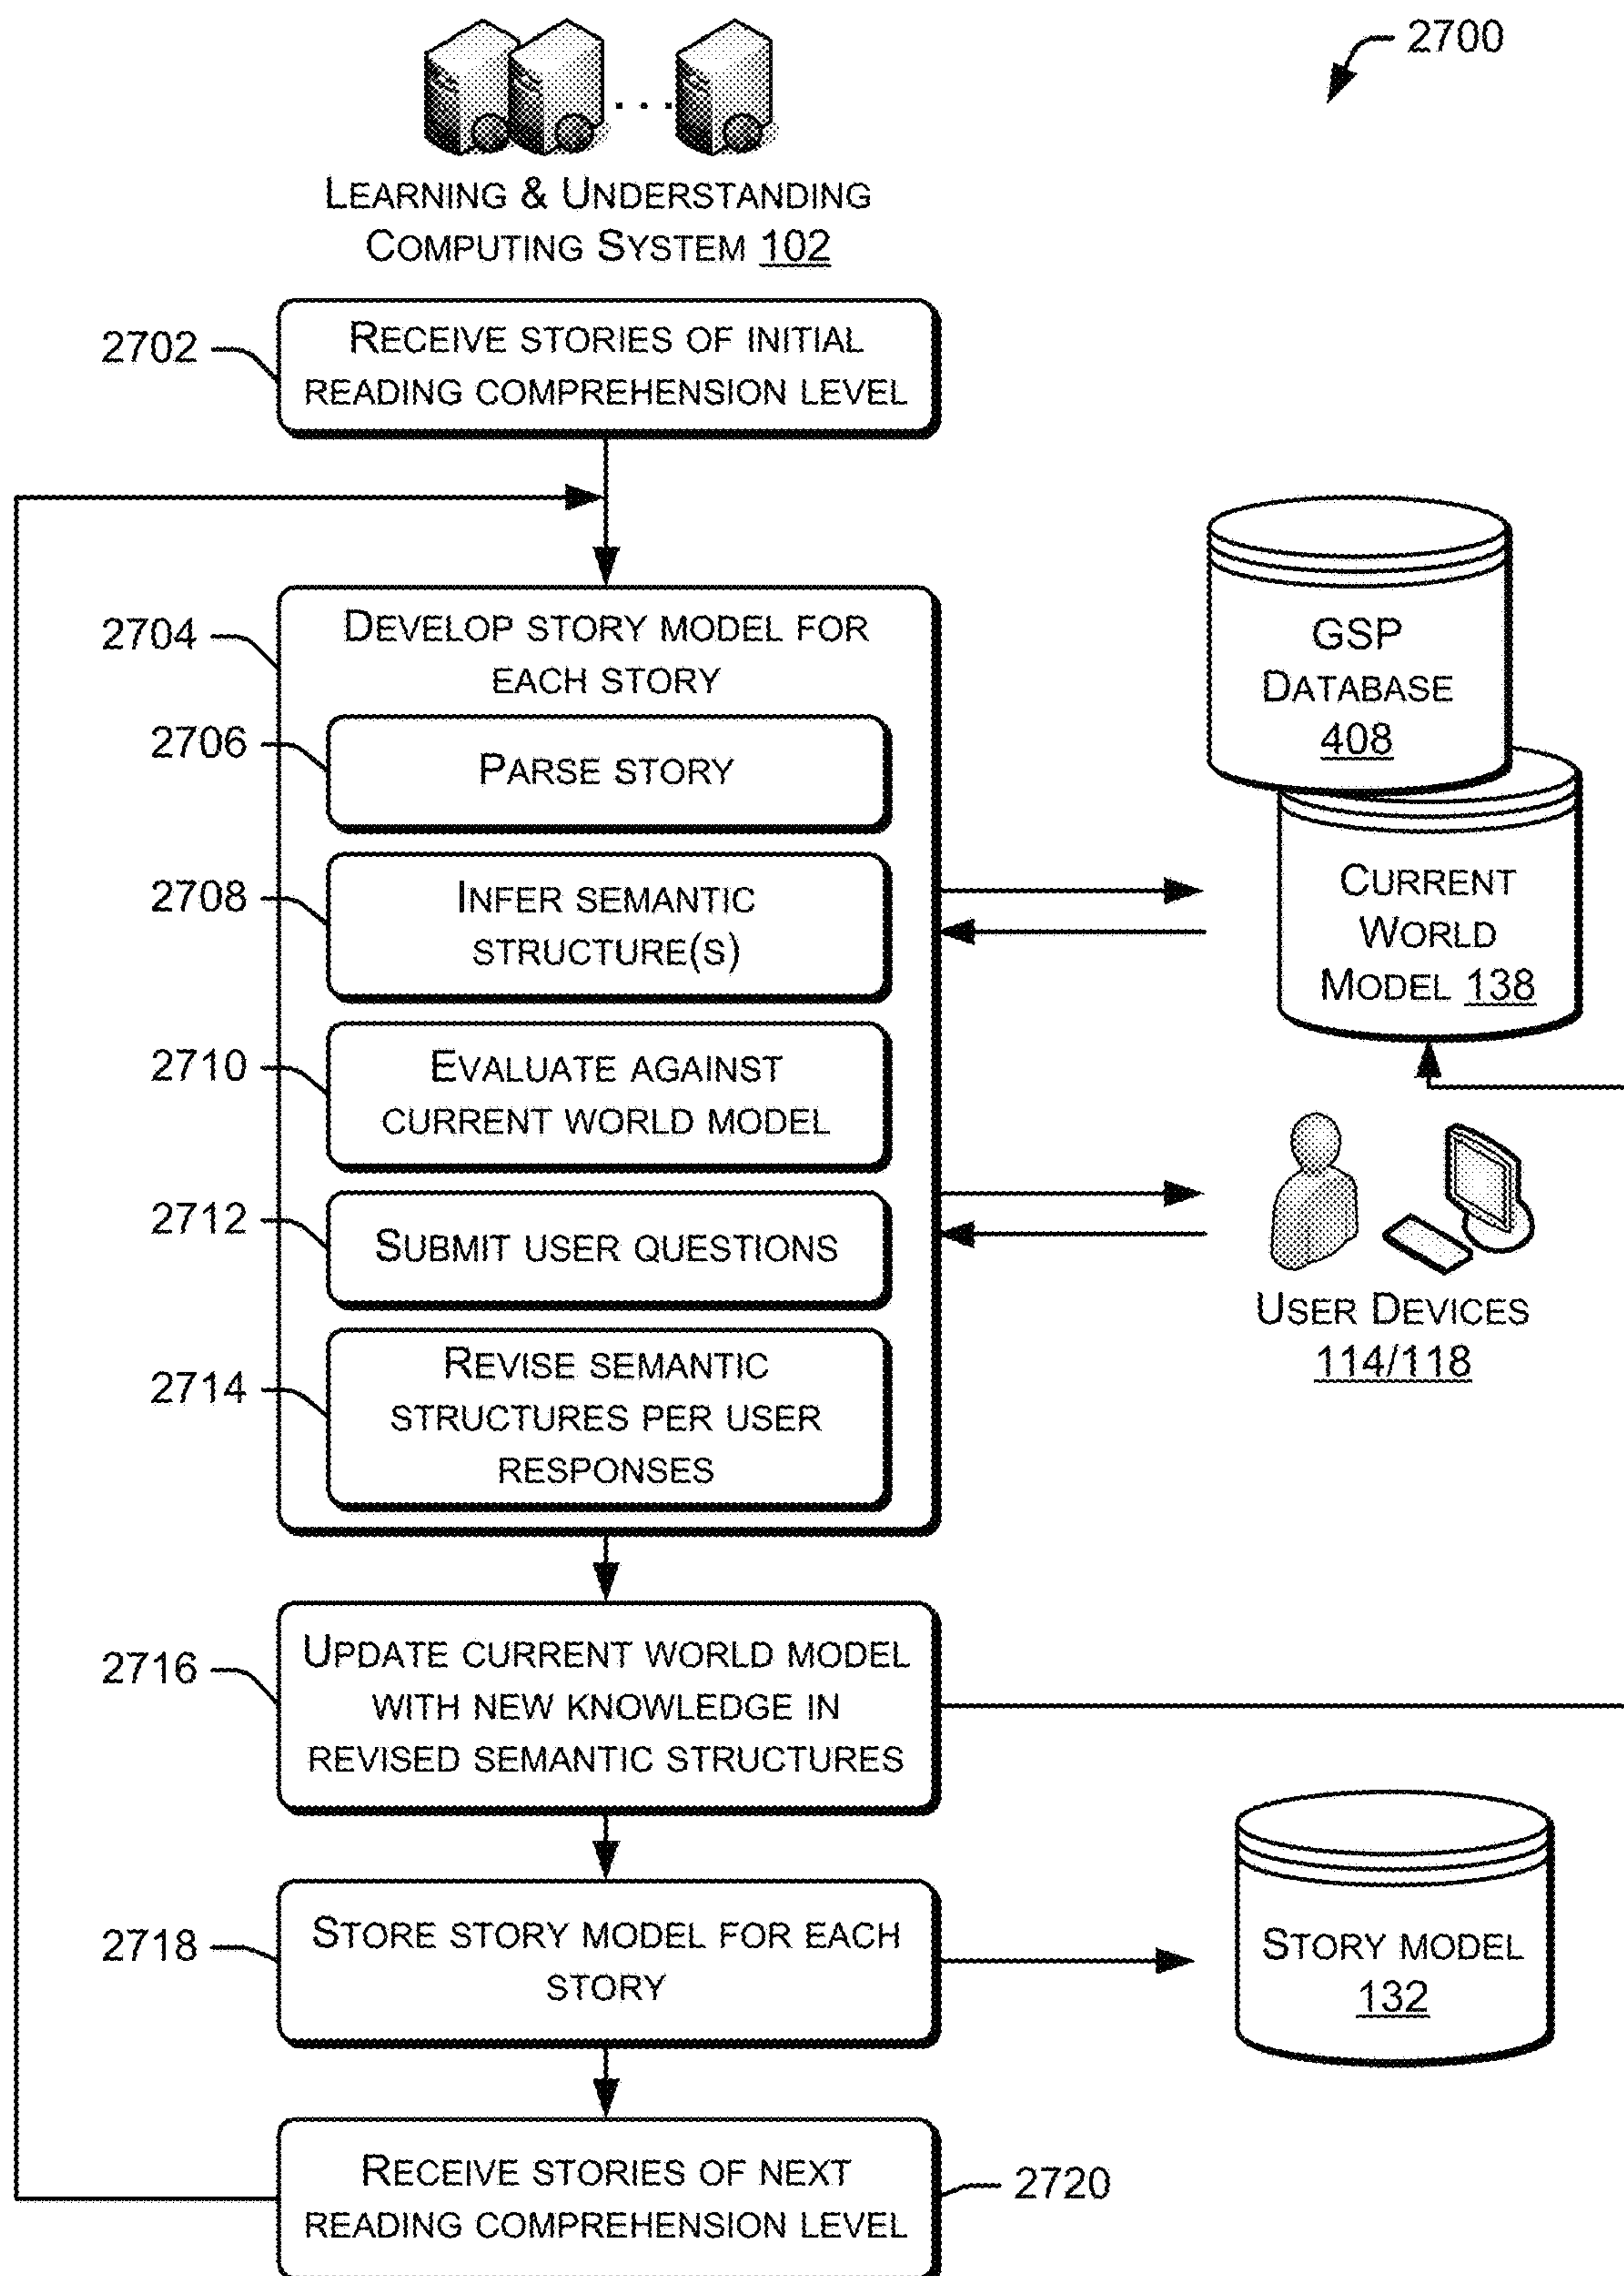 2700
LEARNING & UNDERSTANDING
COMPUTING SYSTEM 102
2702
RECEIVE STORIES OF INITIAL
READING COMPREHENSION LEVEL
2704
DEVELOP STORY MODEL FOR
EACH STORY
2706
PARSE STORY
2708
INFER SEMANTIC
STRUCTURE(S)
2710
EVALUATE AGAINST
CURRENT WORLD MODEL
2712
SUBMIT USER QUESTIONS
2714
REVISE SEMANTIC
STRUCTURES PER USER
RESPONSES
GSP
DATABASE
408
CURRENT
WORLD
MODEL 138
USER DEVICES
114/118
2716
UPDATE CURRENT WORLD MODEL
WITH NEW KNOWLEDGE IN
REVISED SEMANTIC STRUCTURES
2718
STORE STORY MODEL FOR EACH
STORY
STORY MODEL
132
RECEIVE STORIES OF NEXT
READING COMPREHENSION LEVEL
2720